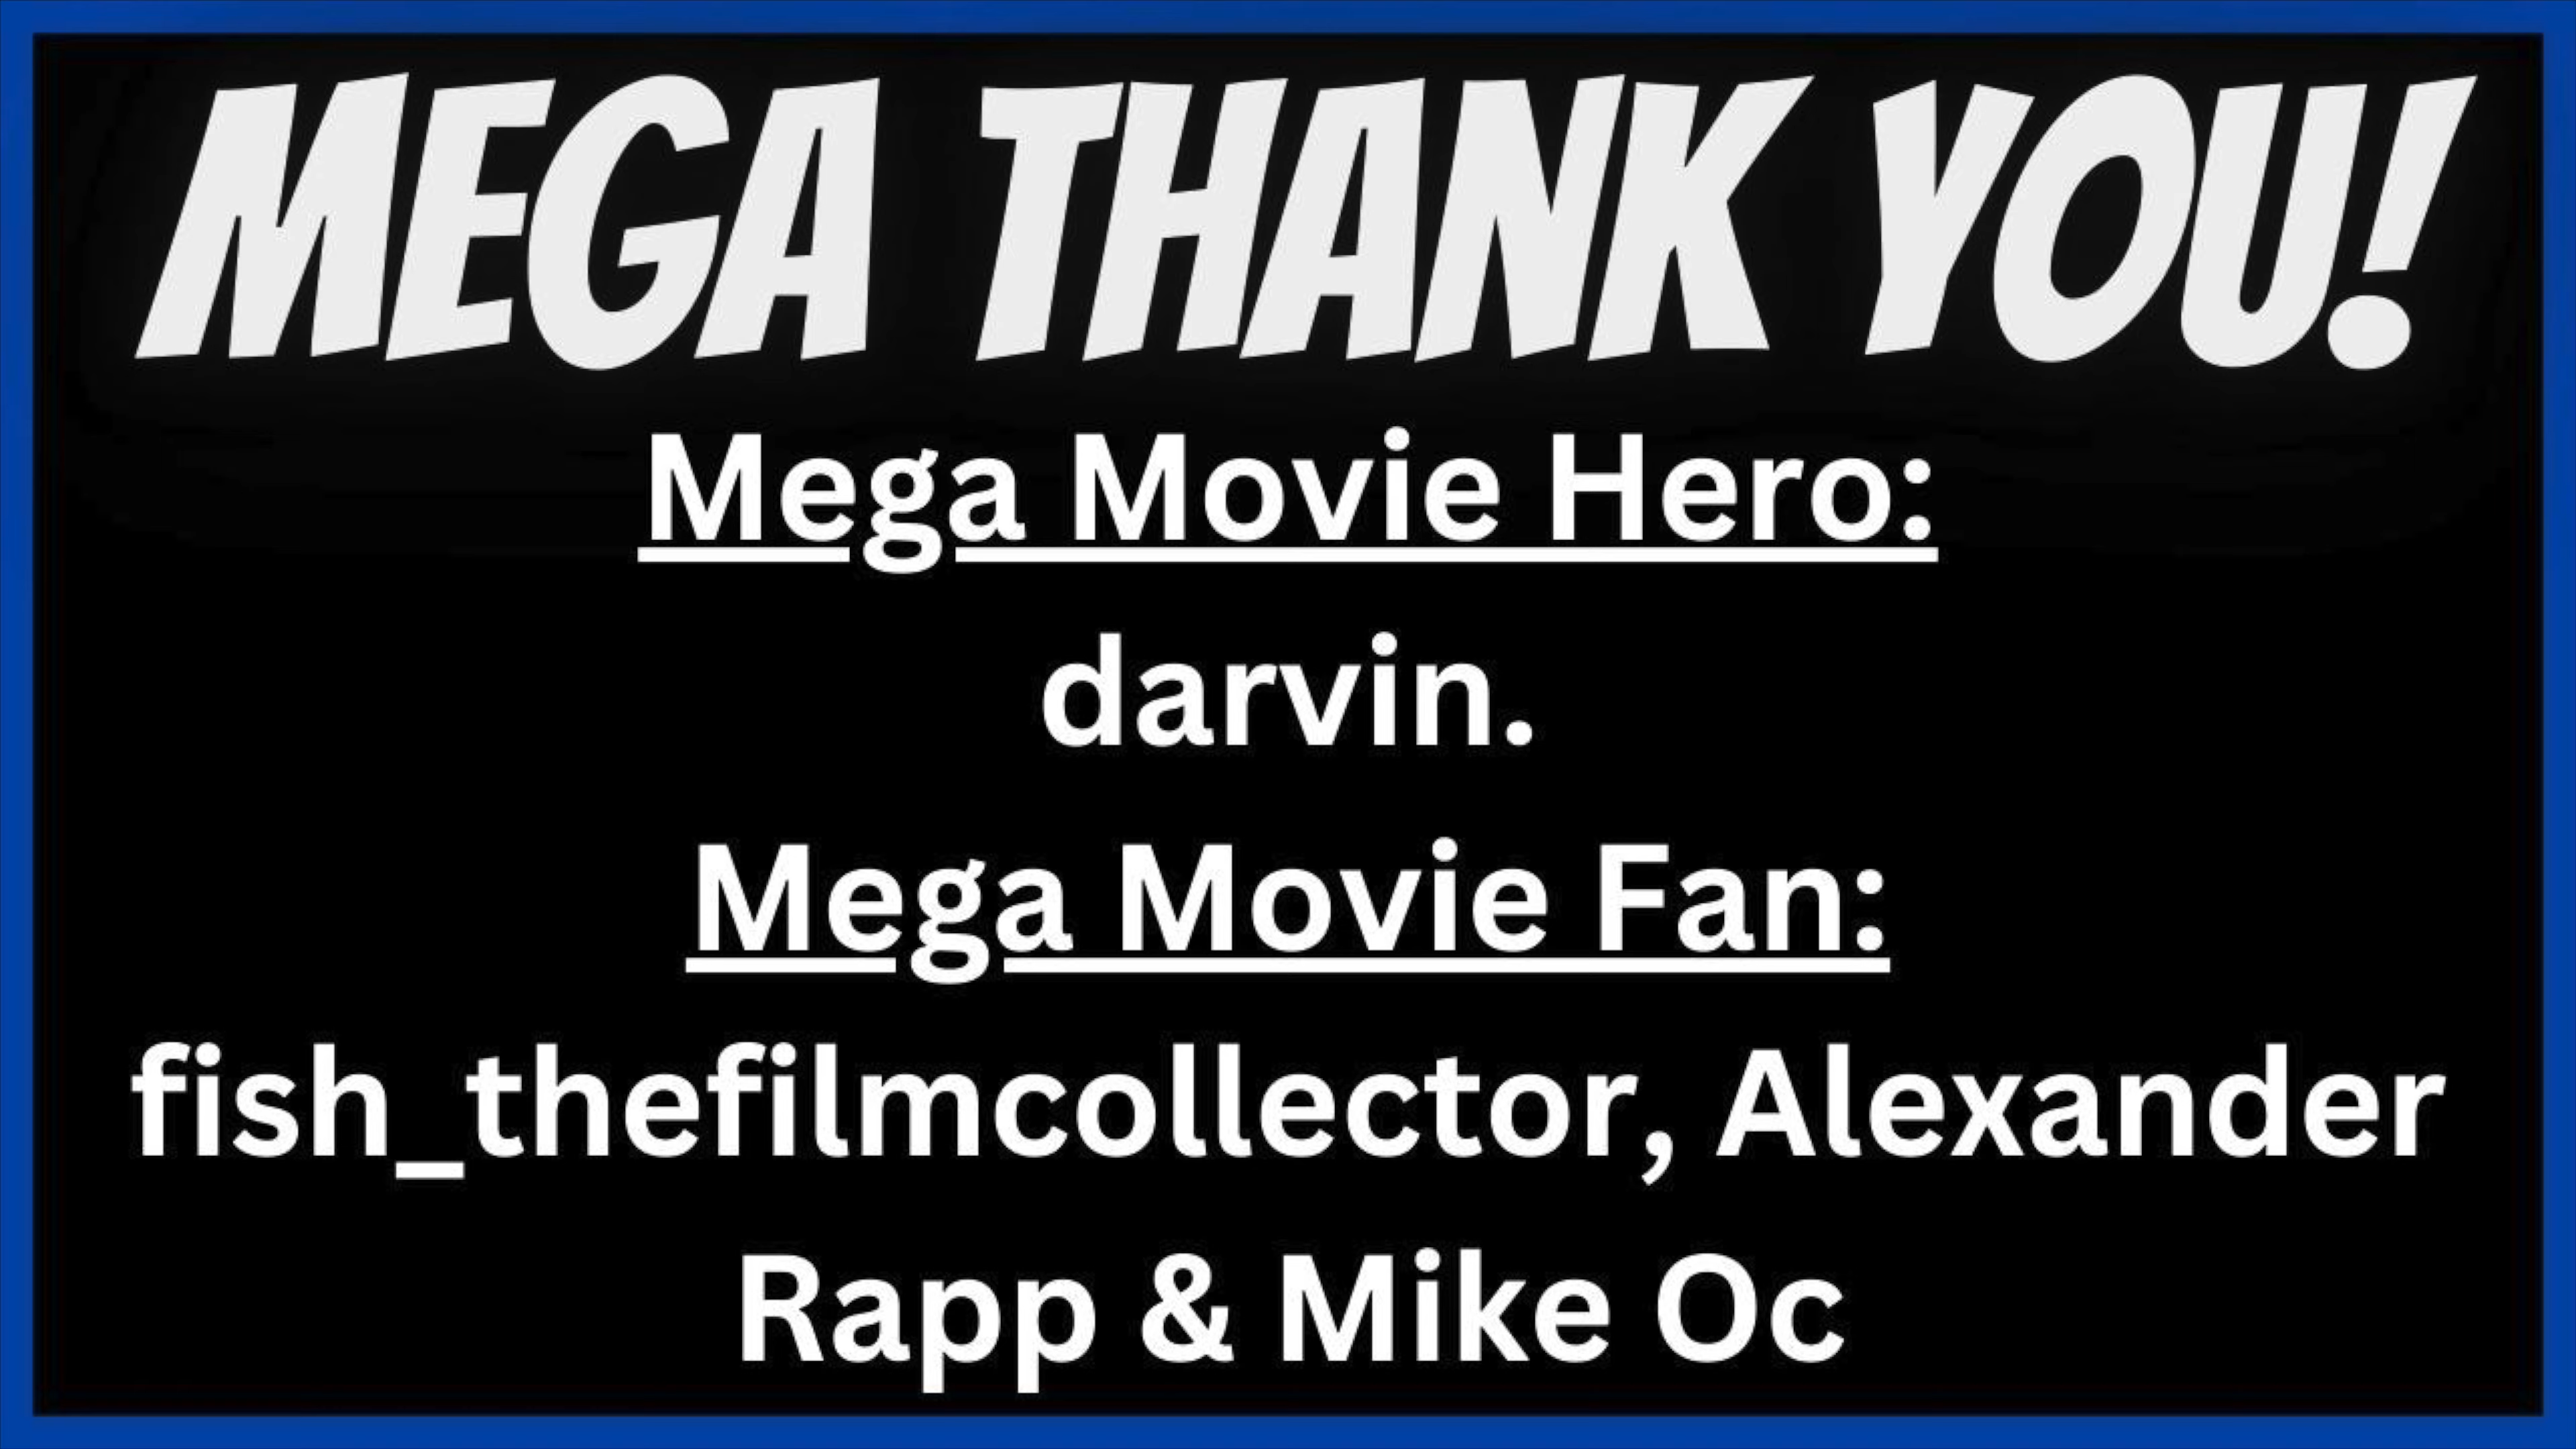 MEGA THANK YOU!
Mega Movie Hero:
darvin.
Mega Movie Fan:
fish_thefilmcollector, Alexander
Rapp & Mike Oc